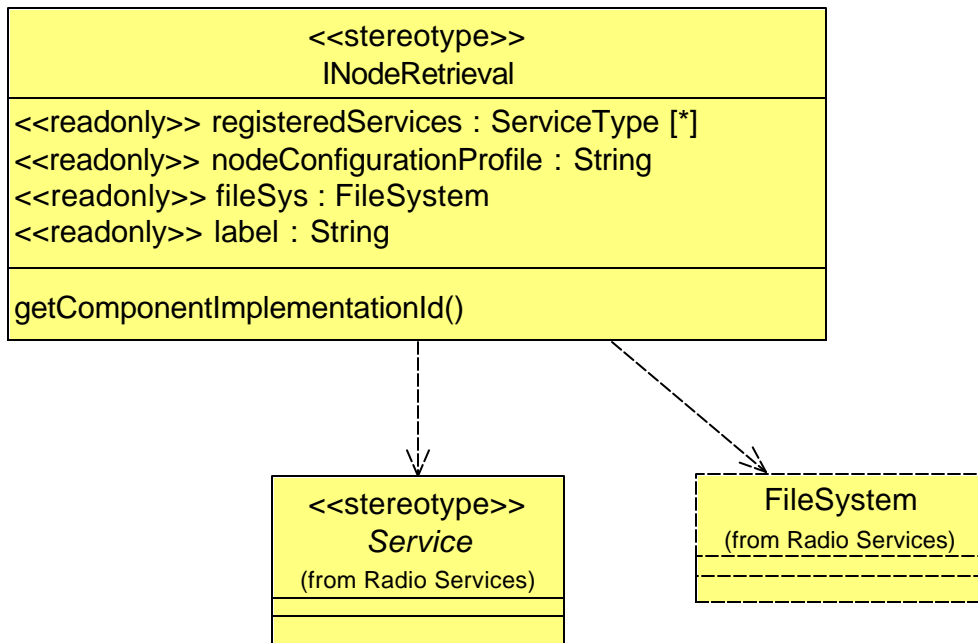 <<stereotype>>
INodeRetrieval
<<readonly>> registeredServices : ServiceType [*]
<<readonly>> nodeConfigurationProfile : String
<<readonly>> fileSys : FileSystem
<<readonly>> label : String
getComponentImplementationId()
<<stereotype>>
Service
(from Radio Services)
FileSystem
(from Radio Services)